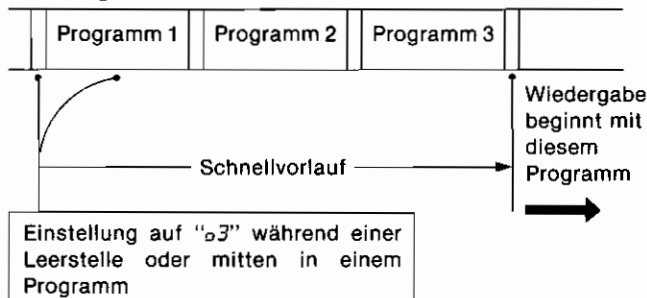 Programm 1
Programm 2
Programm 3
Wiedergabe
beginnt mit
diesem
Programm
Schnellvorlauf
Einstellung auf “o3” während einer
Leerstelle oder mitten in einem
Programm